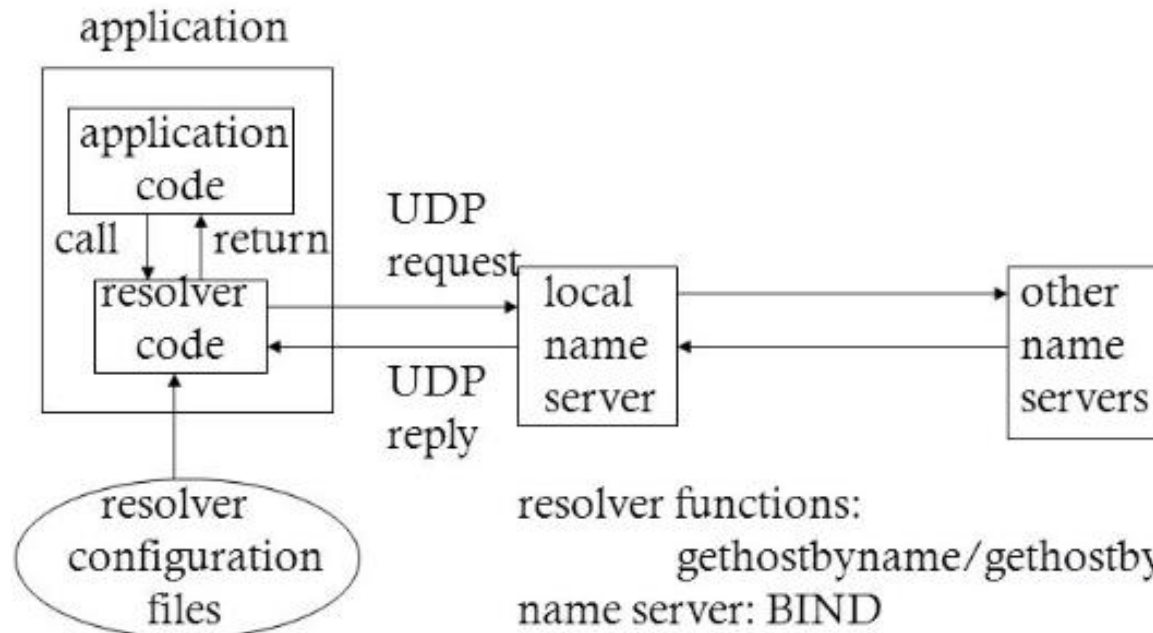 application
application
code
call
return
resolver
code
resolver
configuration
files
UDP
request
UDP
reply
local
name
server
other
name
servers
resolver functions:
gethostbyname/gethostby
name server: BIND